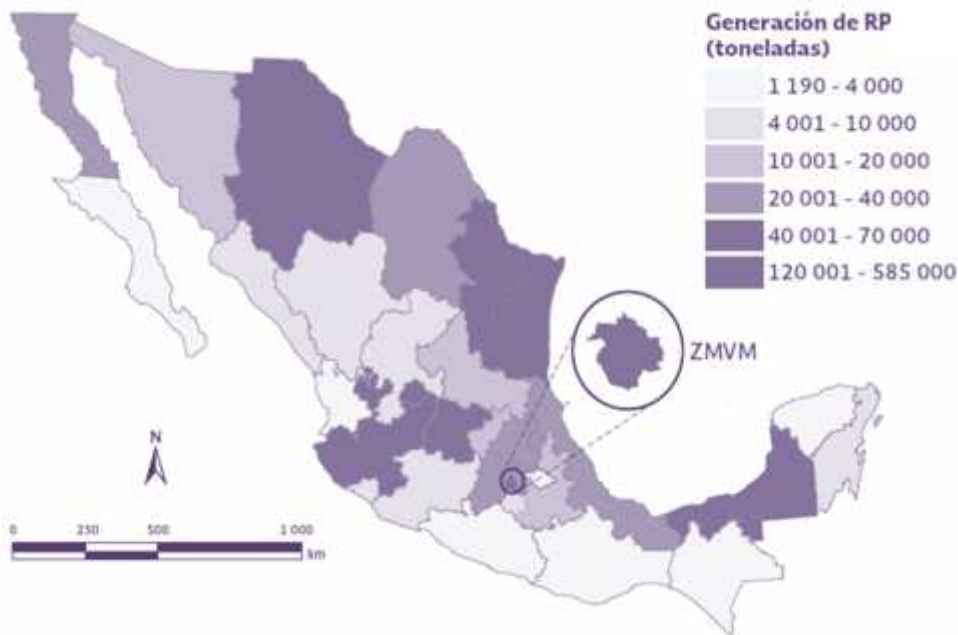 Generación de RP
(toneladas)
1 190 - 4 000
4 001 - 10 000
10 001 - 20 000
20 001 - 40 000
40 001 - 70 000
120 001 - 585 000
ZMVM
N
0 250 500 1 000
km